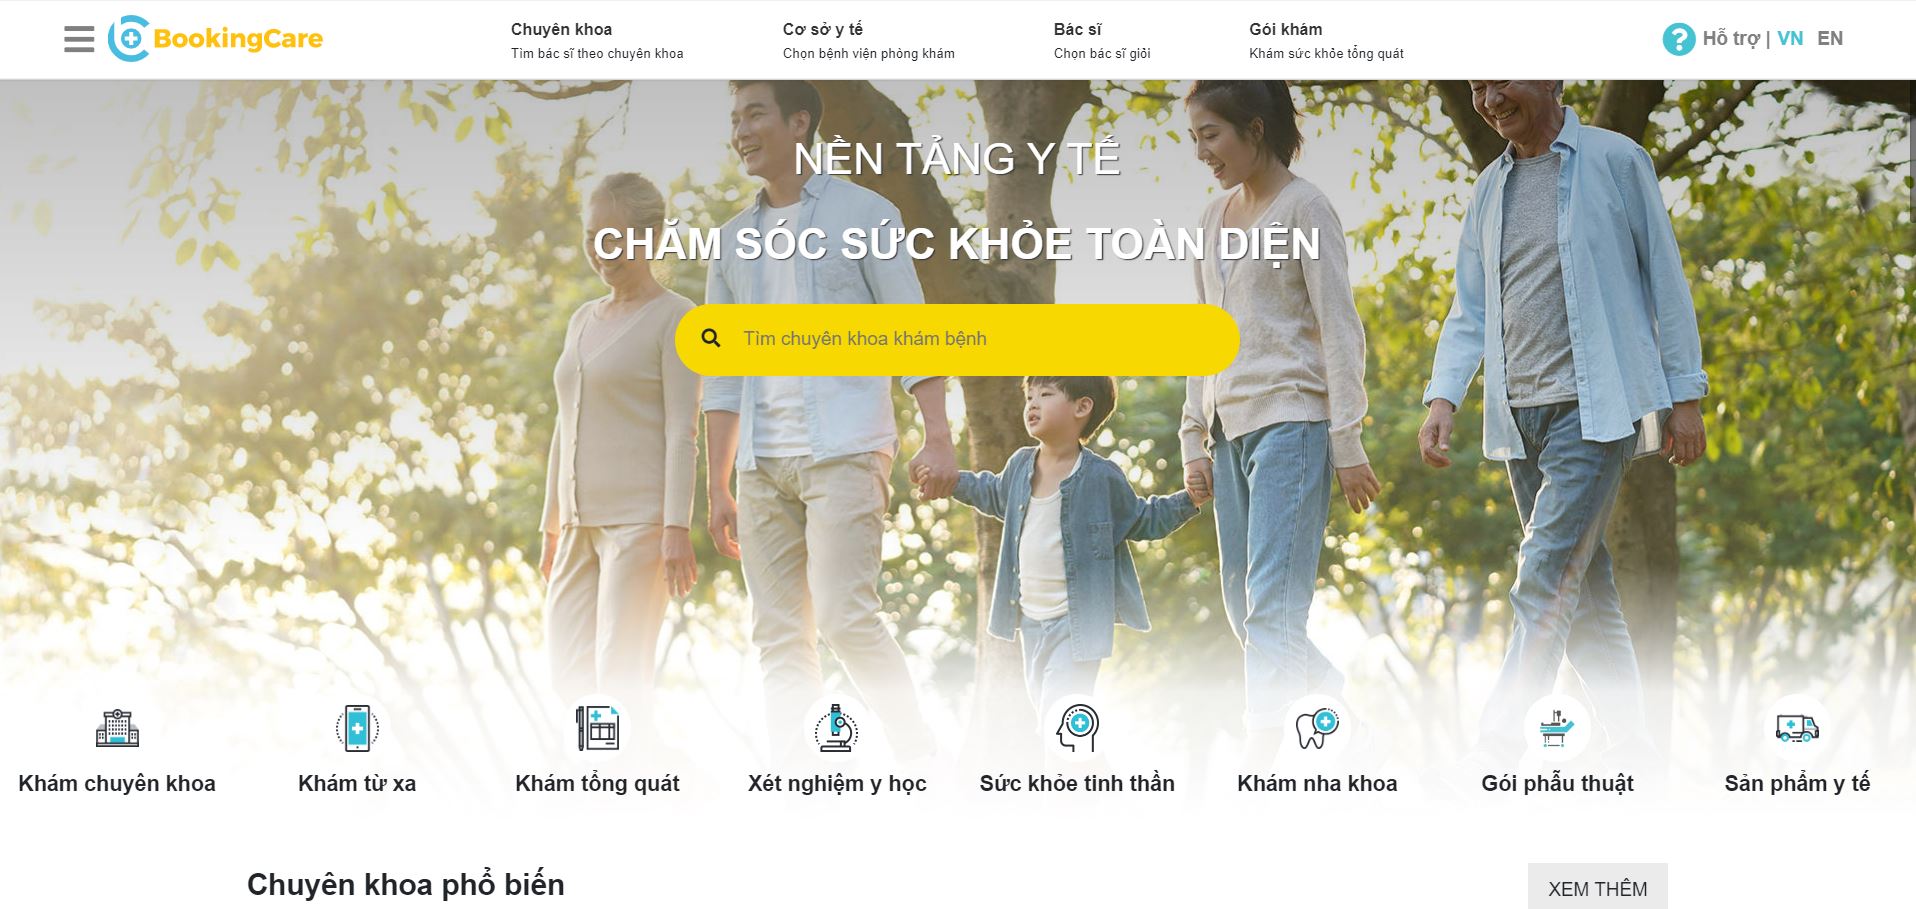 BookingCare
Chuyên khoa
Tìm bác sĩ theo chuyên khoa
Cơ sở y tế
Chọn bệnh viện phòng khám
Bác sĩ
Chọn bác sĩ giỏi
Gói khám
Khám sức khỏe tổng quát
? Hỗ trợ | VN EN
NỀN TẢNG Y TẾ
CHĂM SÓC SỨC KHỎE TOÀN DIỆN
Tìm chuyên khoa khám bệnh
Khám chuyên khoa
Khám từ xa
Khám tổng quát
Xét nghiệm y học
Sức khỏe tinh thần
Khám nha khoa
Gói phẫu thuật
Sản phẩm y tế
Chuyên khoa phổ biến
XEM THÊM